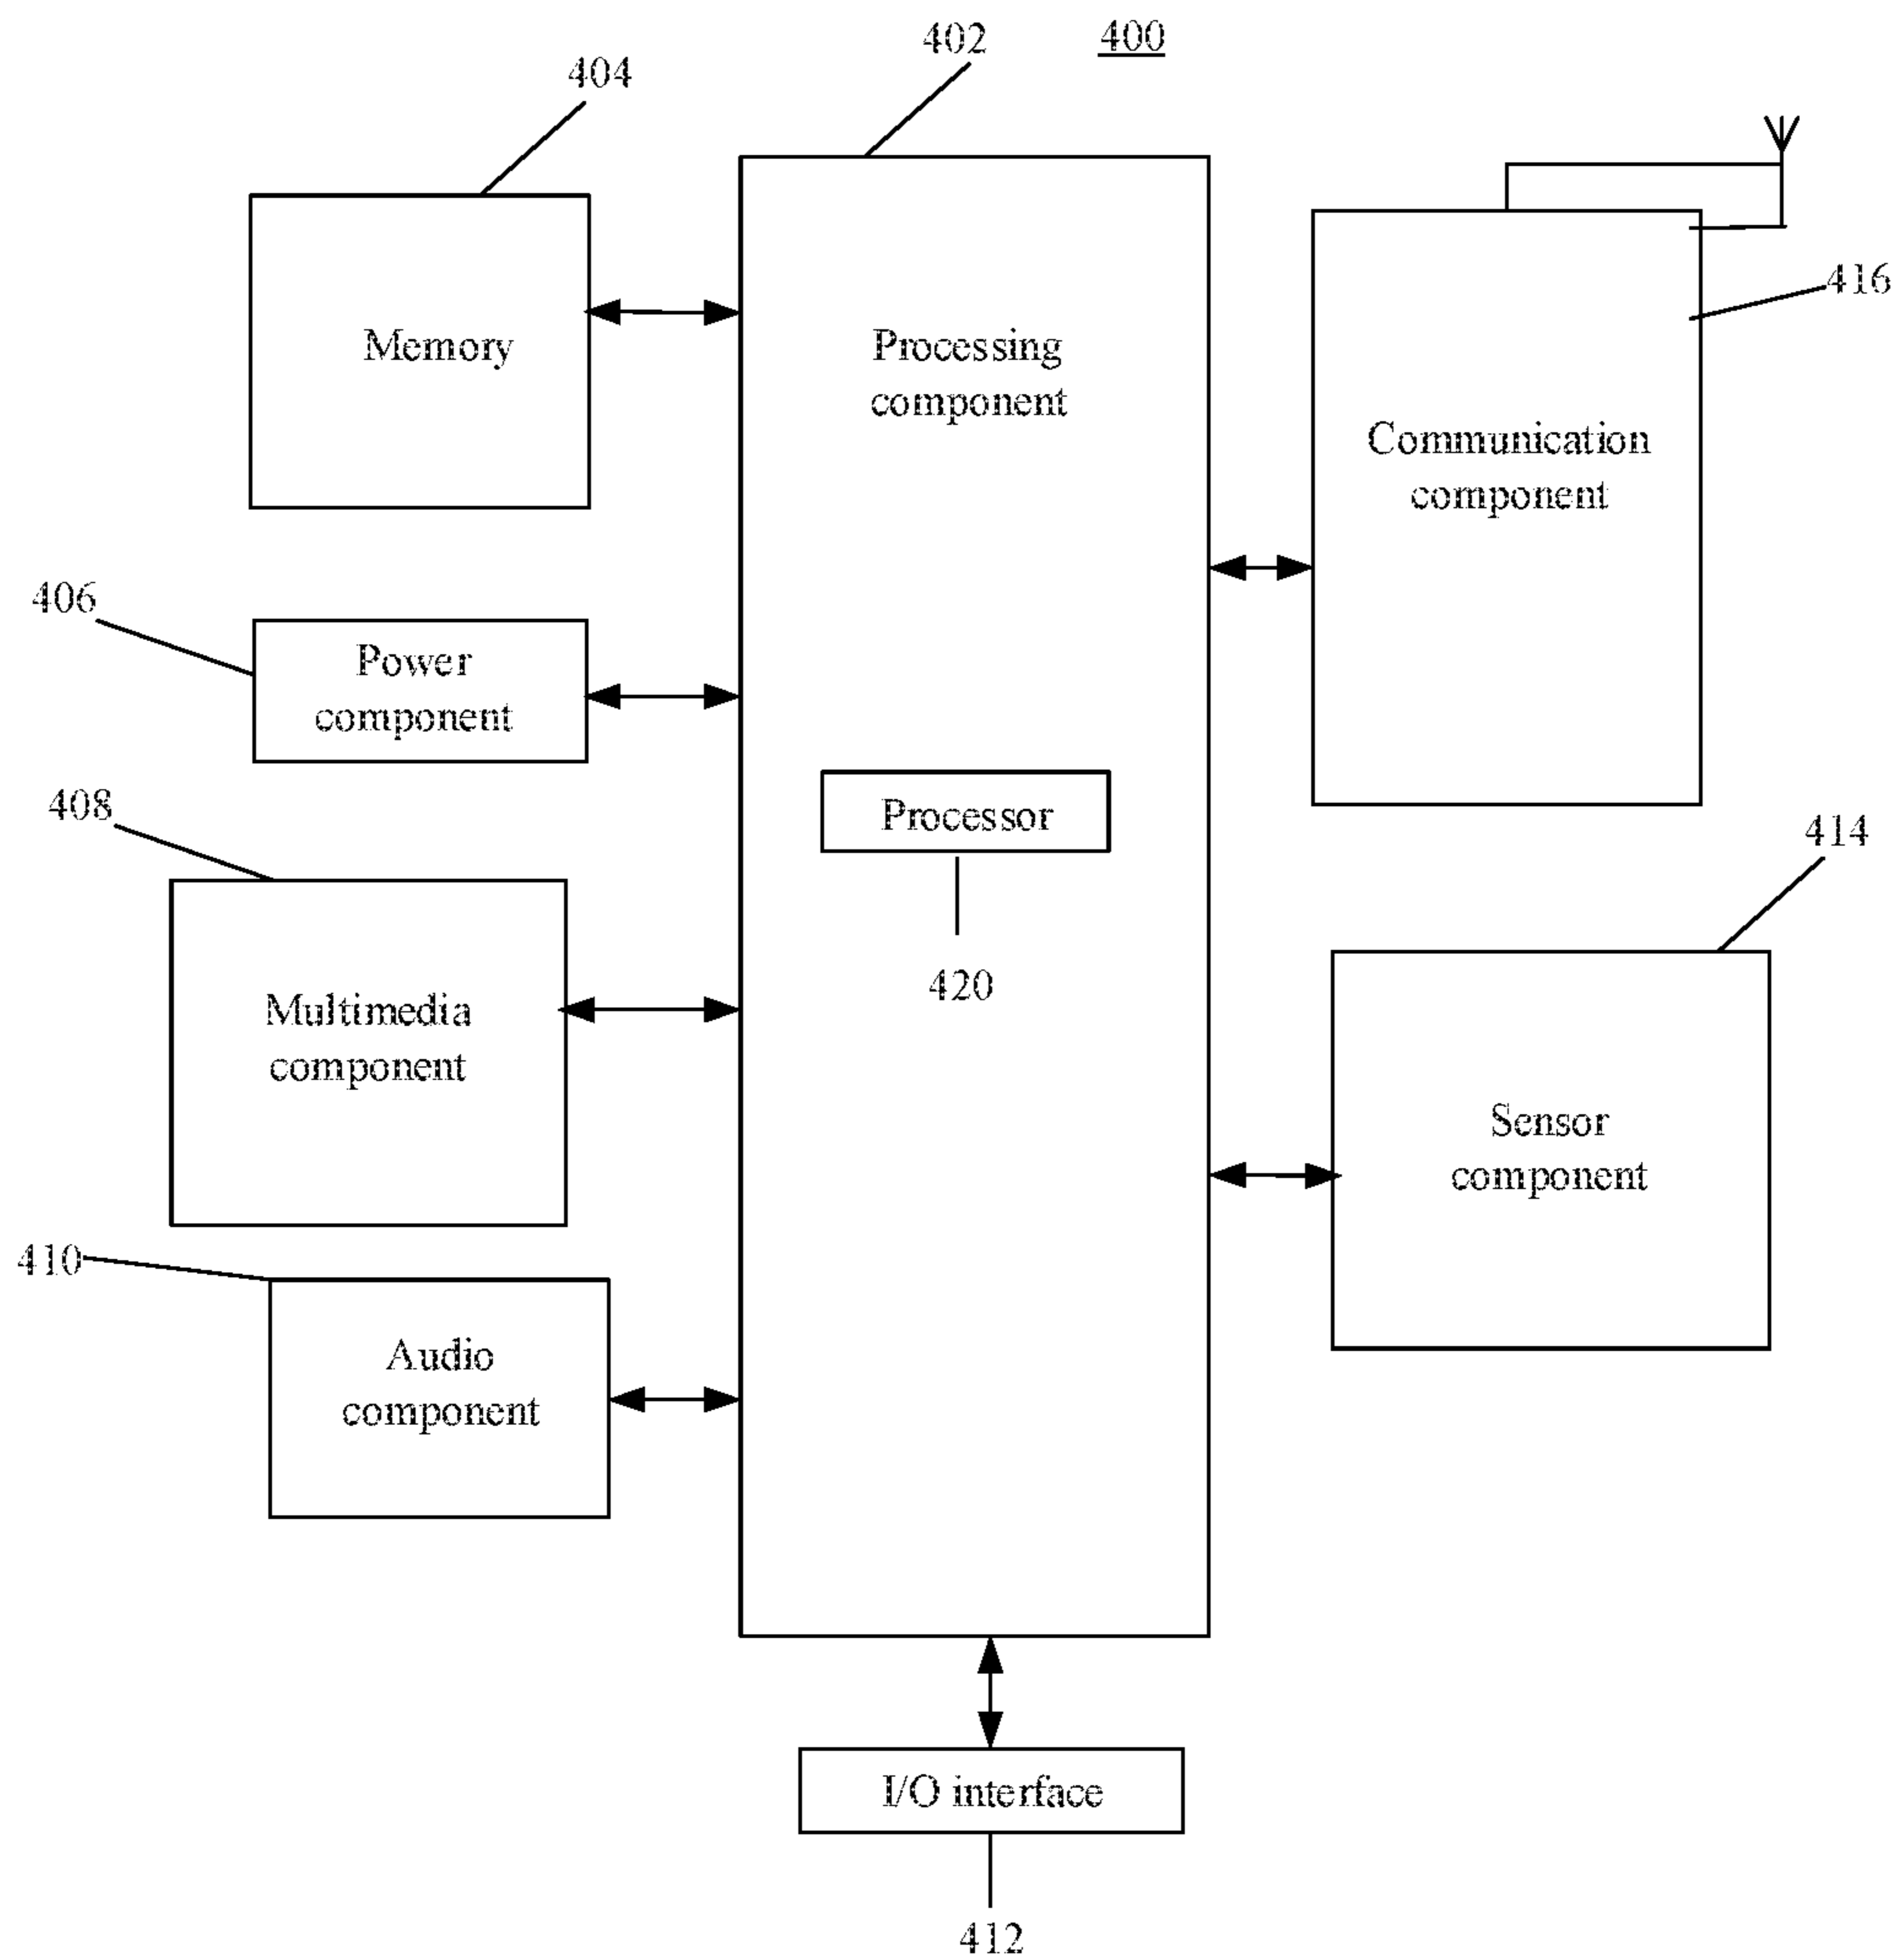 402
400
404
Memory
Processing
component
416
Communication
component
406
Power
component
408
Processor
414
420
Multimedia
component
Sensor
component
410
Audio
component
I/O interface
412